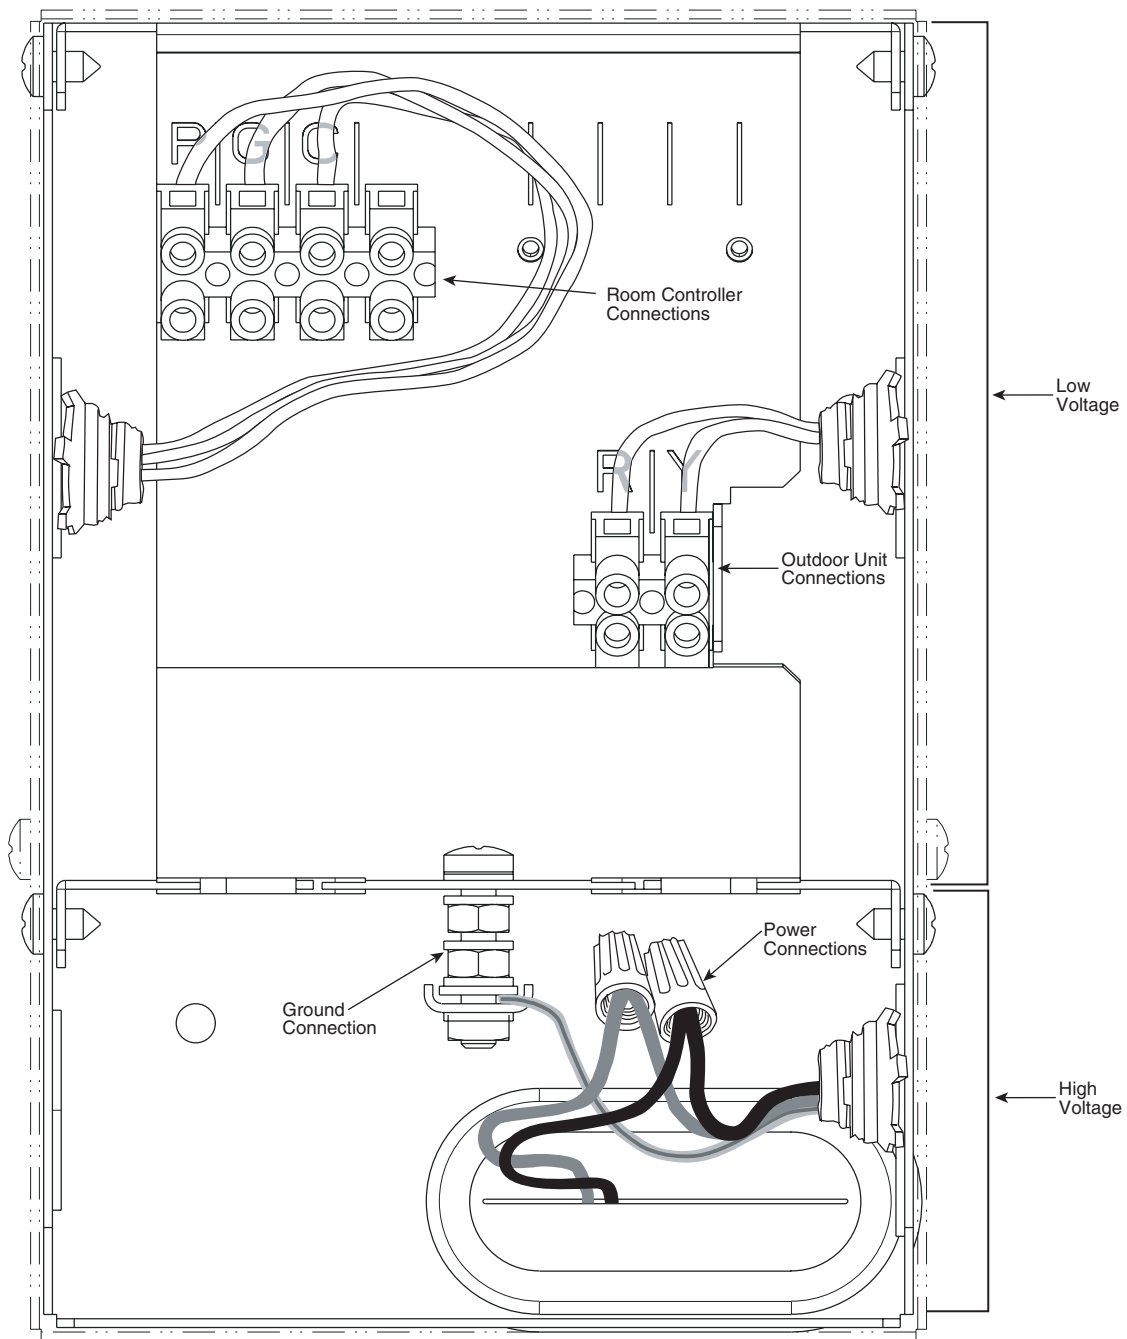 P G C
Room Controller
Connections
Low
Voltage
R Y
Outdoor Unit
Connections
Power
Connections
Ground
Connection
High
Voltage